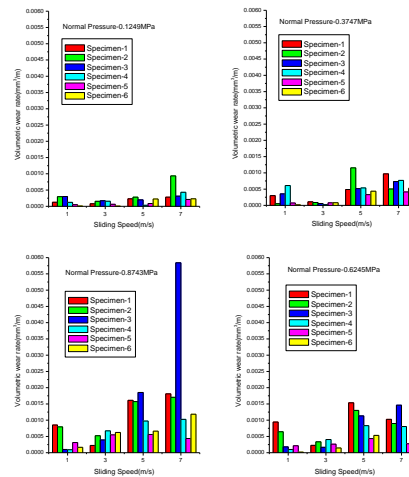 Normal Pressure-0.1249MPa
Specimen-1
Specimen-2
Specimen-3
Specimen-4
Specimen-5
Specimen-6
Volumetric wear rate(mm³/m)
0.0060
0.0055
0.0050
0.0045
0.0040
0.0035
0.0030
0.0025
0.0020
0.0015
0.0010
0.0005
0.0000
1 3 5 7
Sliding Speed(m/s)
Normal Pressure-0.3747MPa
Specimen-1
Specimen-2
Specimen-3
Specimen-4
Specimen-5
Specimen-6
Volumetric wear rate(mm³/m)
0.0060
0.0055
0.0050
0.0045
0.0040
0.0035
0.0030
0.0025
0.0020
0.0015
0.0010
0.0005
0.0000
1 3 5 7
Sliding Speed(m/s)
Normal Pressure-0.8743MPa
Specimen-1
Specimen-2
Specimen-3
Specimen-4
Specimen-5
Specimen-6
Volumetric wear rate(mm³/m)
0.0060
0.0055
0.0050
0.0045
0.0040
0.0035
0.0030
0.0025
0.0020
0.0015
0.0010
0.0005
0.0000
1 3 5 7
Sliding Speed(m/s)
Normal Pressure-0.6245MPa
Specimen-1
Specimen-2
Specimen-3
Specimen-4
Specimen-5
Specimen-6
Volumetric wear rate(mm³/m)
0.0060
0.0055
0.0050
0.0045
0.0040
0.0035
0.0030
0.0025
0.0020
0.0015
0.0010
0.0005
0.0000
1 3 5 7
Sliding Speed(m/s)